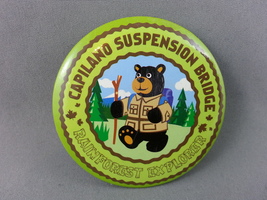 CAPILANO SUSPENSION BRIDGE
RAINFOREST EXPLORER